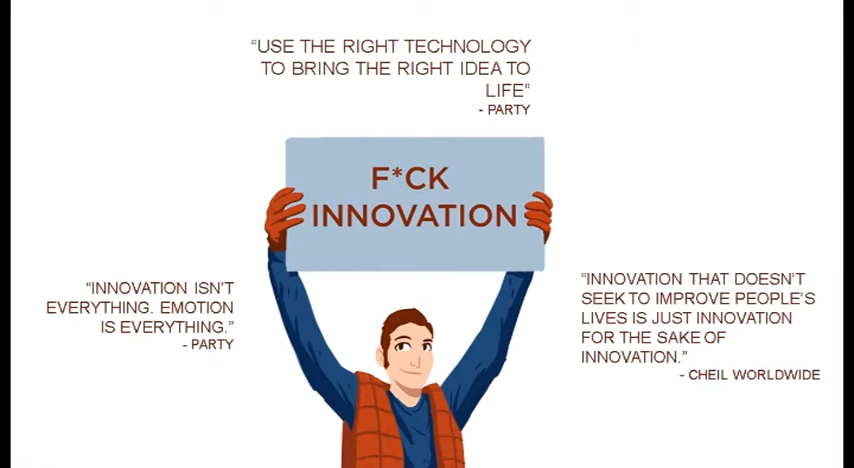 “USE THE RIGHT TECHNOLOGY
TO BRING THE RIGHT IDEA TO
LIFE”
- PARTY
F*CK
INNOVATION
“INNOVATION ISN’T
EVERYTHING. EMOTION
IS EVERYTHING.”
- PARTY
“INNOVATION THAT DOESN’T
SEEK TO IMPROVE PEOPLE’S
LIVES IS JUST INNOVATION
FOR THE SAKE OF
INNOVATION.”
- CHEIL WORLDWIDE